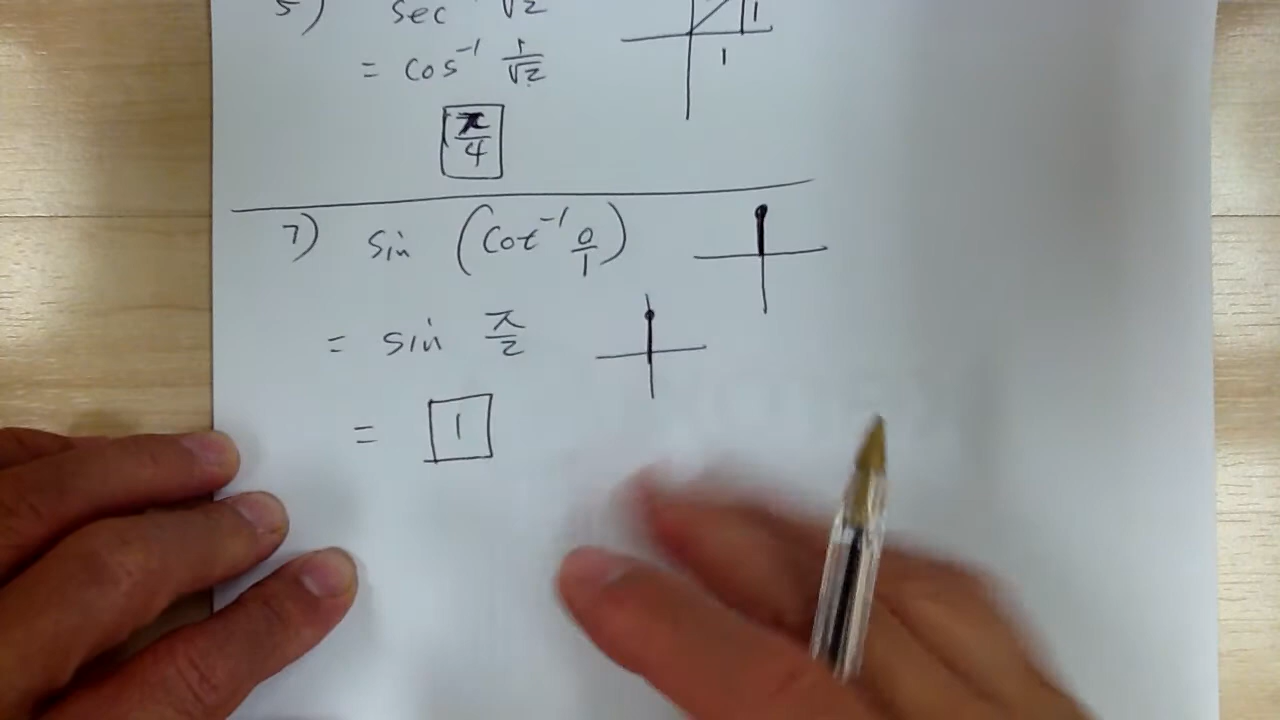 5) sec √2
= cos⁻¹ 1/√2
1
1
π/4
7) sin (cot⁻¹ 0/1)
= sin π/2
= 1